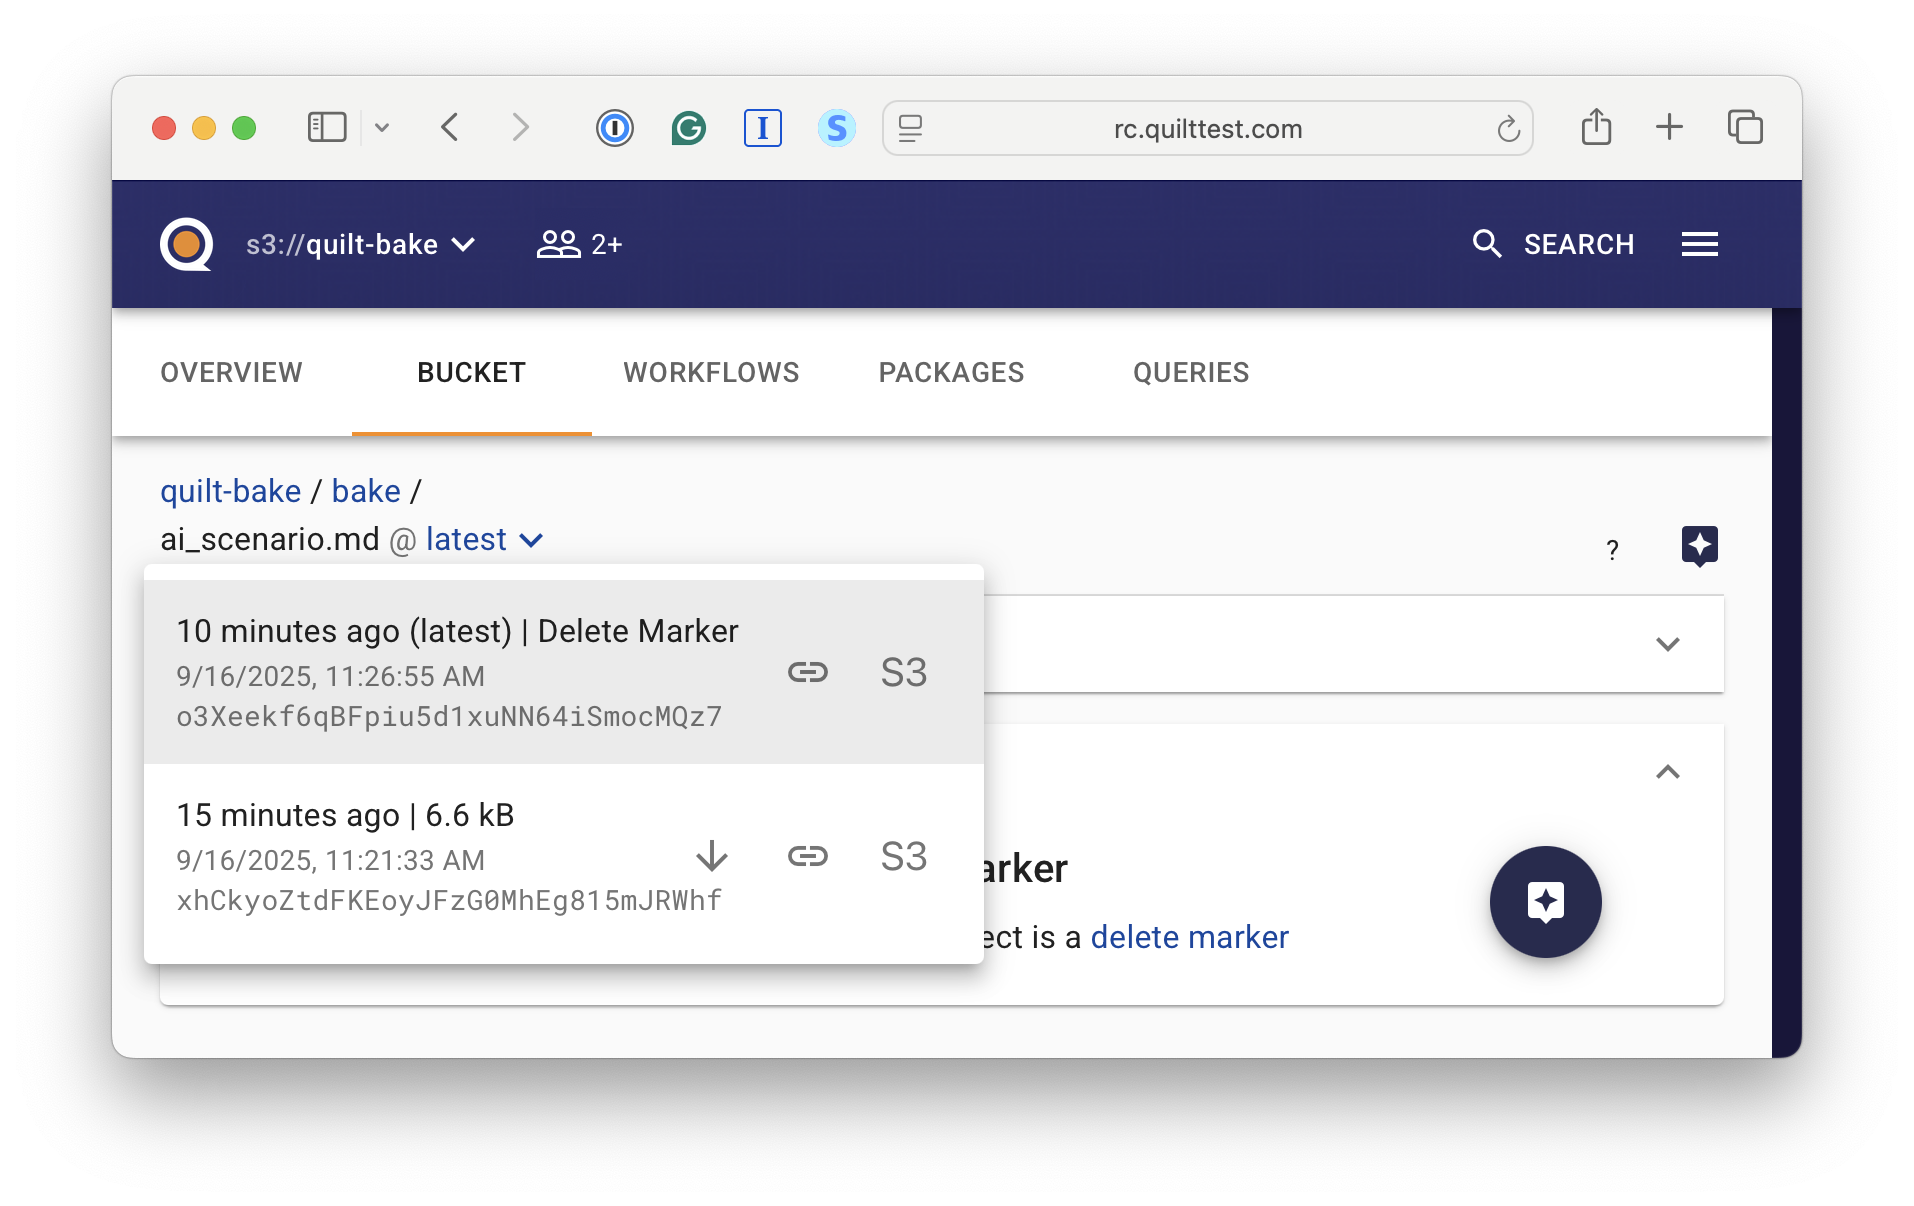 rc.quilttest.com
s3://quilt-bake
2+
SEARCH
OVERVIEW
BUCKET
WORKFLOWS
PACKAGES
QUERIES
quilt-bake / bake /
ai_scenario.md @ latest
?
10 minutes ago (latest) | Delete Marker
9/16/2025, 11:26:55 AM
o3Xeekf6qBFpiu5d1xuNN64iSmocMQz7
S3
15 minutes ago | 6.6 kB
9/16/2025, 11:21:33 AM
xhCkyoZtdFKEoyJFzG0MhEg815mJRWhf
S3
arker
ect is a delete marker